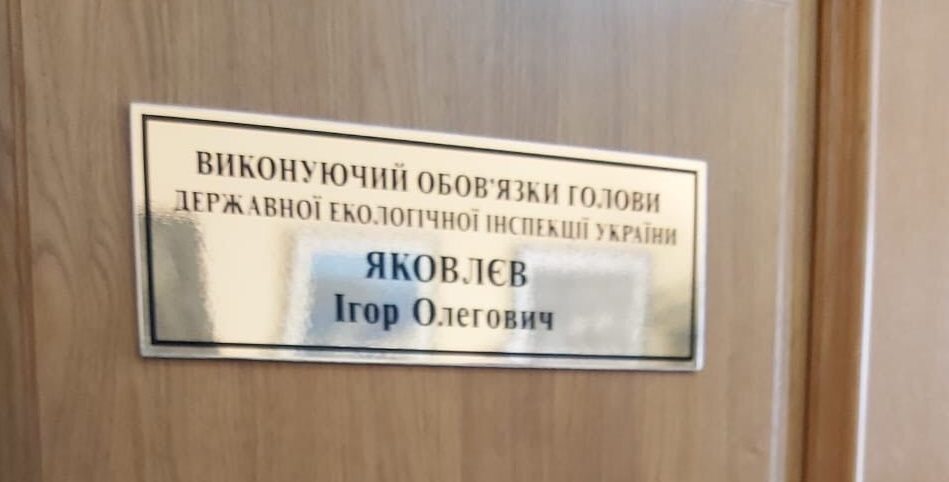 ВИКОНУЮЧИЙ ОБОВ'ЯЗКИ ГОЛОВИ
ДЕРЖАВНОЇ ЕКОЛОГІЧНОЇ ІНСПЕКЦІЇ УКРАЇНИ
ЯКОВЛЄВ
Ігор Олегович